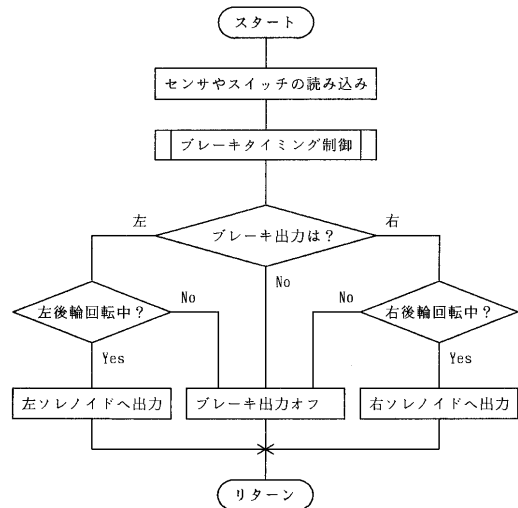 スタート
センサやスイッチの読み込み
ブレーキタイミング制御
左
ブレーキ出力は?
右
左後輪回転中?
No
No
No
右後輪回転中?
Yes
Yes
左ソレノイドへ出力
ブレーキ出力オフ
右ソレノイドへ出力
リターン